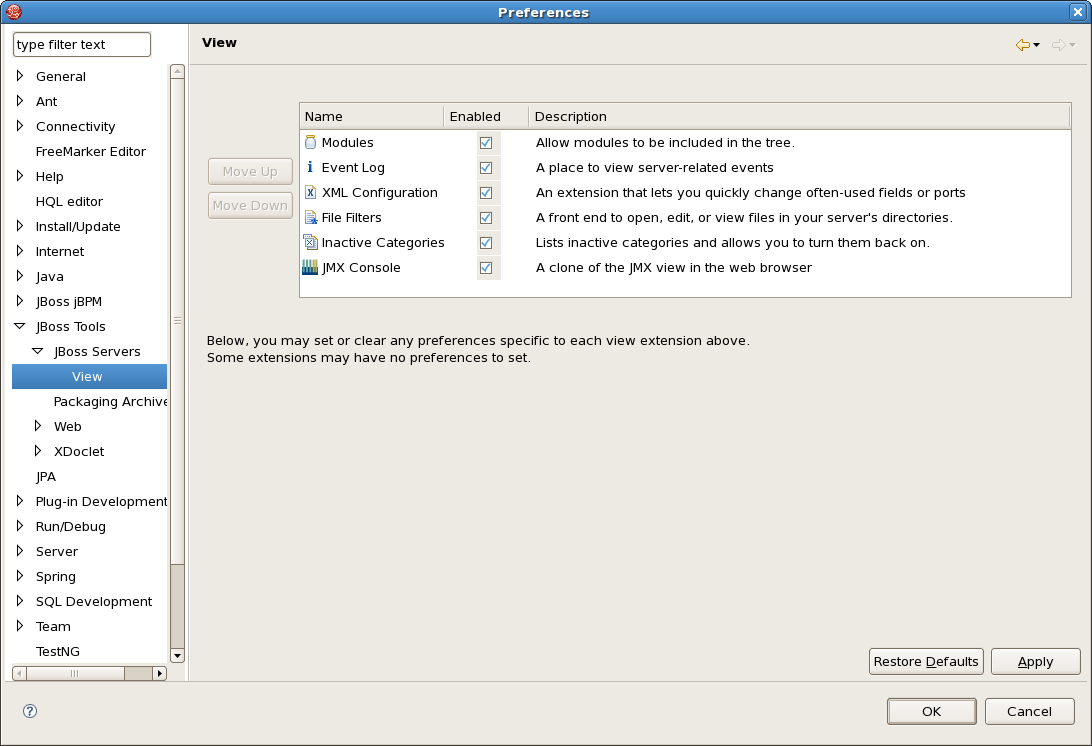 Preferences
type filter text
View
General
Ant
Connectivity
FreeMarker Editor
Help
HQL editor
Install/Update
Internet
Java
JBoss jBPM
JBoss Tools
JBoss Servers
View
Packaging Archive
Web
XDoclet
JPA
Plug-in Development
Run/Debug
Server
Spring
SQL Development
Team
TestNG
Move Up
Move Down
Name Enabled Description
Modules Allow modules to be included in the tree.
Event Log A place to view server-related events
XML Configuration An extension that lets you quickly change often-used fields or ports
File Filters A front end to open, edit, or view files in your server's directories.
Inactive Categories Lists inactive categories and allows you to turn them back on.
JMX Console A clone of the JMX view in the web browser
Below, you may set or clear any preferences specific to each view extension above.
Some extensions may have no preferences to set.
Restore Defaults Apply
OK Cancel